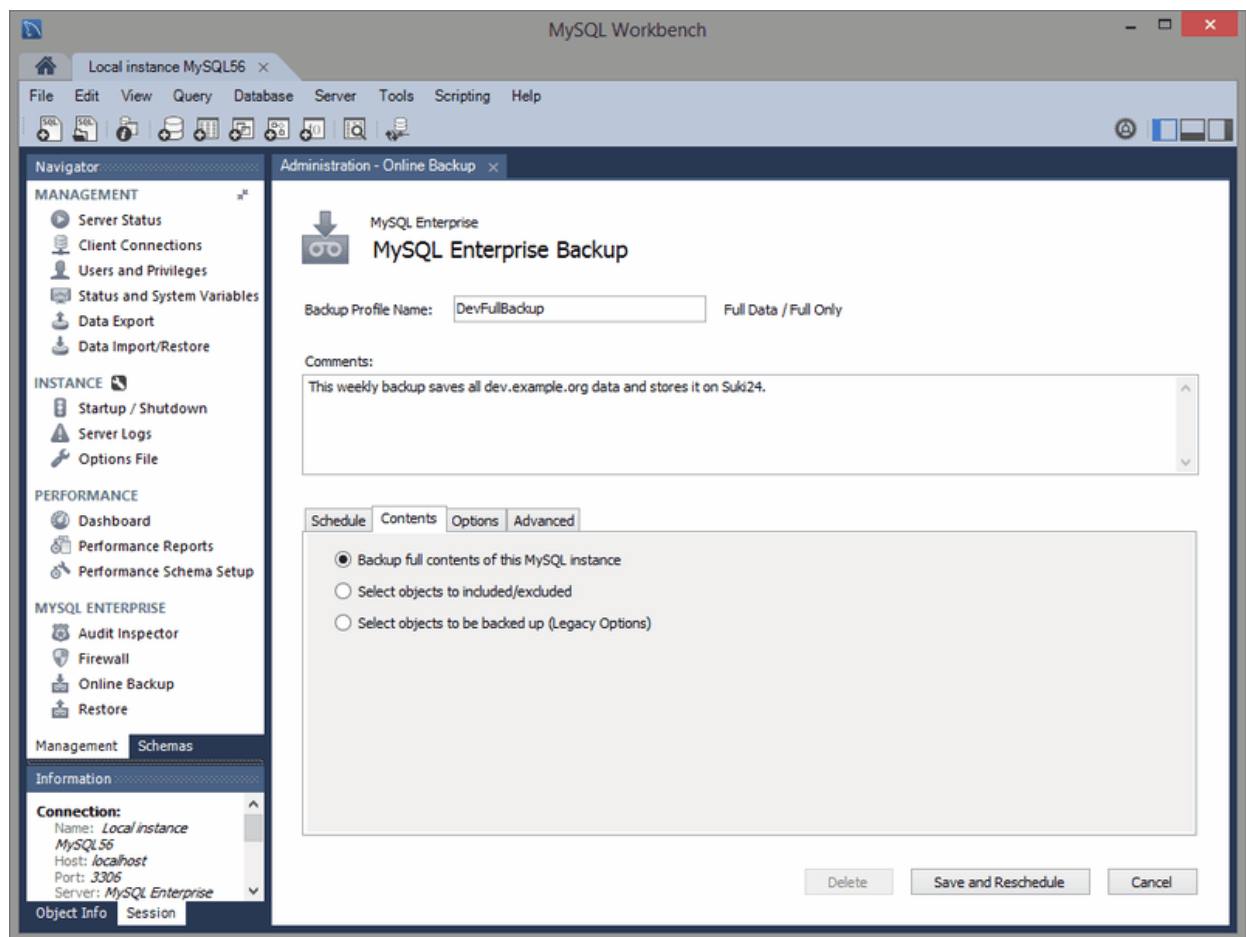 MySQL Workbench
Local instance MySQL56
File Edit View Query Database Server Tools Scripting Help
Navigator
MANAGEMENT
Server Status
Client Connections
Users and Privileges
Status and System Variables
Data Export
Data Import/Restore
INSTANCE
Startup / Shutdown
Server Logs
Options File
PERFORMANCE
Dashboard
Performance Reports
Performance Schema Setup
MYSQL ENTERPRISE
Audit Inspector
Firewall
Online Backup
Restore
Management Schemas
Information
Connection:
Name: Local instance
MySQL56
Host: localhost
Port: 3306
Server: MySQL Enterprise
Object Info Session
Administration - Online Backup
MySQL Enterprise
MySQL Enterprise Backup
Backup Profile Name: DevFullBackup Full Data / Full Only
Comments:
This weekly backup saves all dev.example.org data and stores it on Suki24.
Schedule Contents Options Advanced
Backup full contents of this MySQL instance
Select objects to included/excluded
Select objects to be backed up (Legacy Options)
Delete Save and Reschedule Cancel